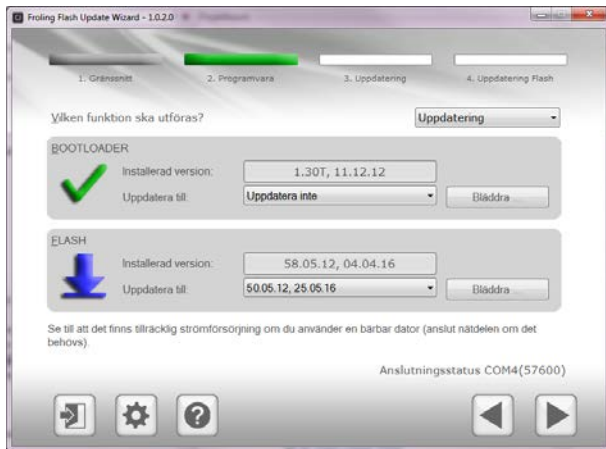 Froling Flash Update Wizard - 1.0.2.0
1. Gränssnitt
2. Programvara
3. Uppdatering
4. Uppdatering Flash
Vilken funktion ska utföras?
Uppdatering
BOOTLOADER
Installerad version:
1.30T, 11.12.12
Uppdatera till:
Uppdatera inte
Bläddra ...
FLASH
Installerad version:
58.05.12, 04.04.16
Uppdatera till:
50.05.12, 25.05.16
Bläddra ...
Se till att det finns tillräcklig strömförsörjning om du använder en bärbar dator (anslut nätdelen om det
behövs).
Anslutningsstatus COM4(57600)